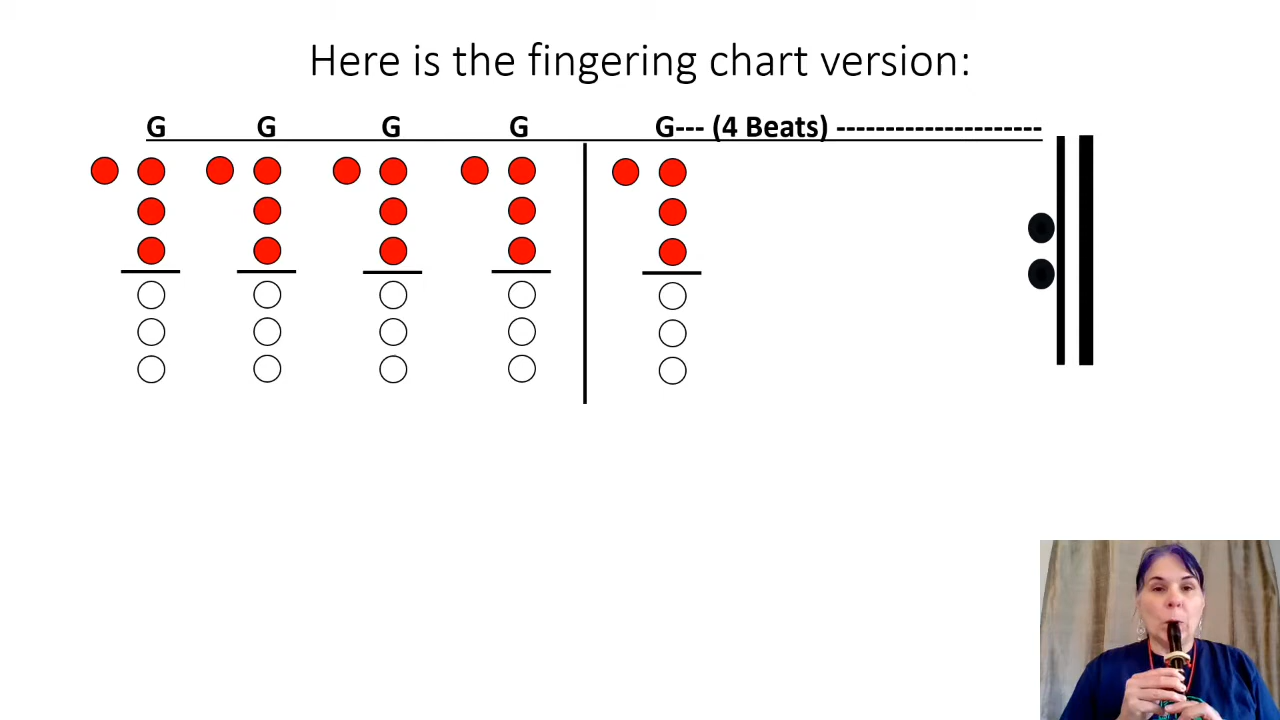 Here is the fingering chart version:
G G G G G--- (4 Beats) ---------------------